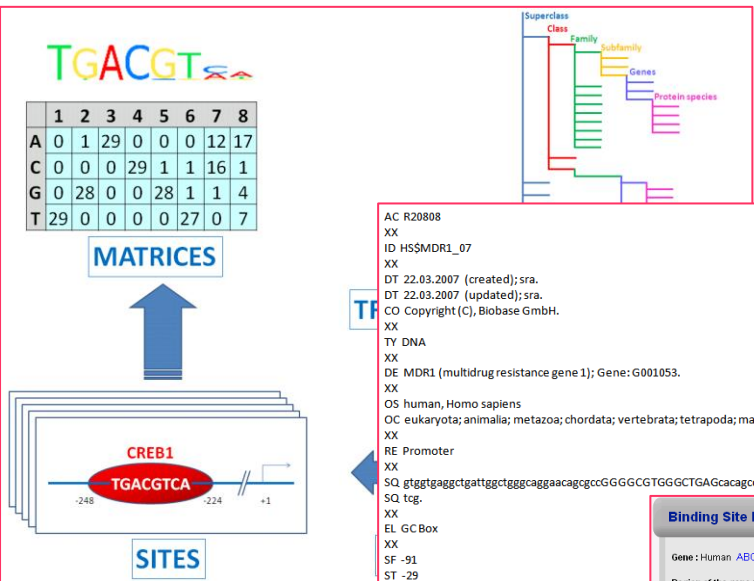 Superclass
Class
Family
Subfamily
Genes
Protein species
TGACGT
1 2 3 4 5 6 7 8
A 0 1 29 0 0 0 12 17
C 0 0 0 29 1 1 16 1
G 0 28 0 0 28 1 1 4
T 29 0 0 0 0 27 0 7
MATRICES
CREB1
TGACGTCA
-248 -224 +1
SITES
AC R20808
XX
ID HS$MDR1_07
XX
DT 22.03.2007 (created); sra.
DT 22.03.2007 (updated); sra.
CO Copyright (C), Biobase GmbH.
XX
TY DNA
XX
DE MDR1 (multidrug resistance gene 1); Gene: G001053.
XX
OS human, Homo sapiens
OC eukaryota; animalia; metazoa; chordata; vertebrata; tetrapoda; ma
XX
RE Promoter
XX
SQ gtggtgaggctgattggctgggcaggaacagcgccGGGGCGTGGGCTGAGcacagc
SQ tcg.
XX
EL GC Box
XX
SF -91
ST -29
Binding Site
Gene : Human ABC